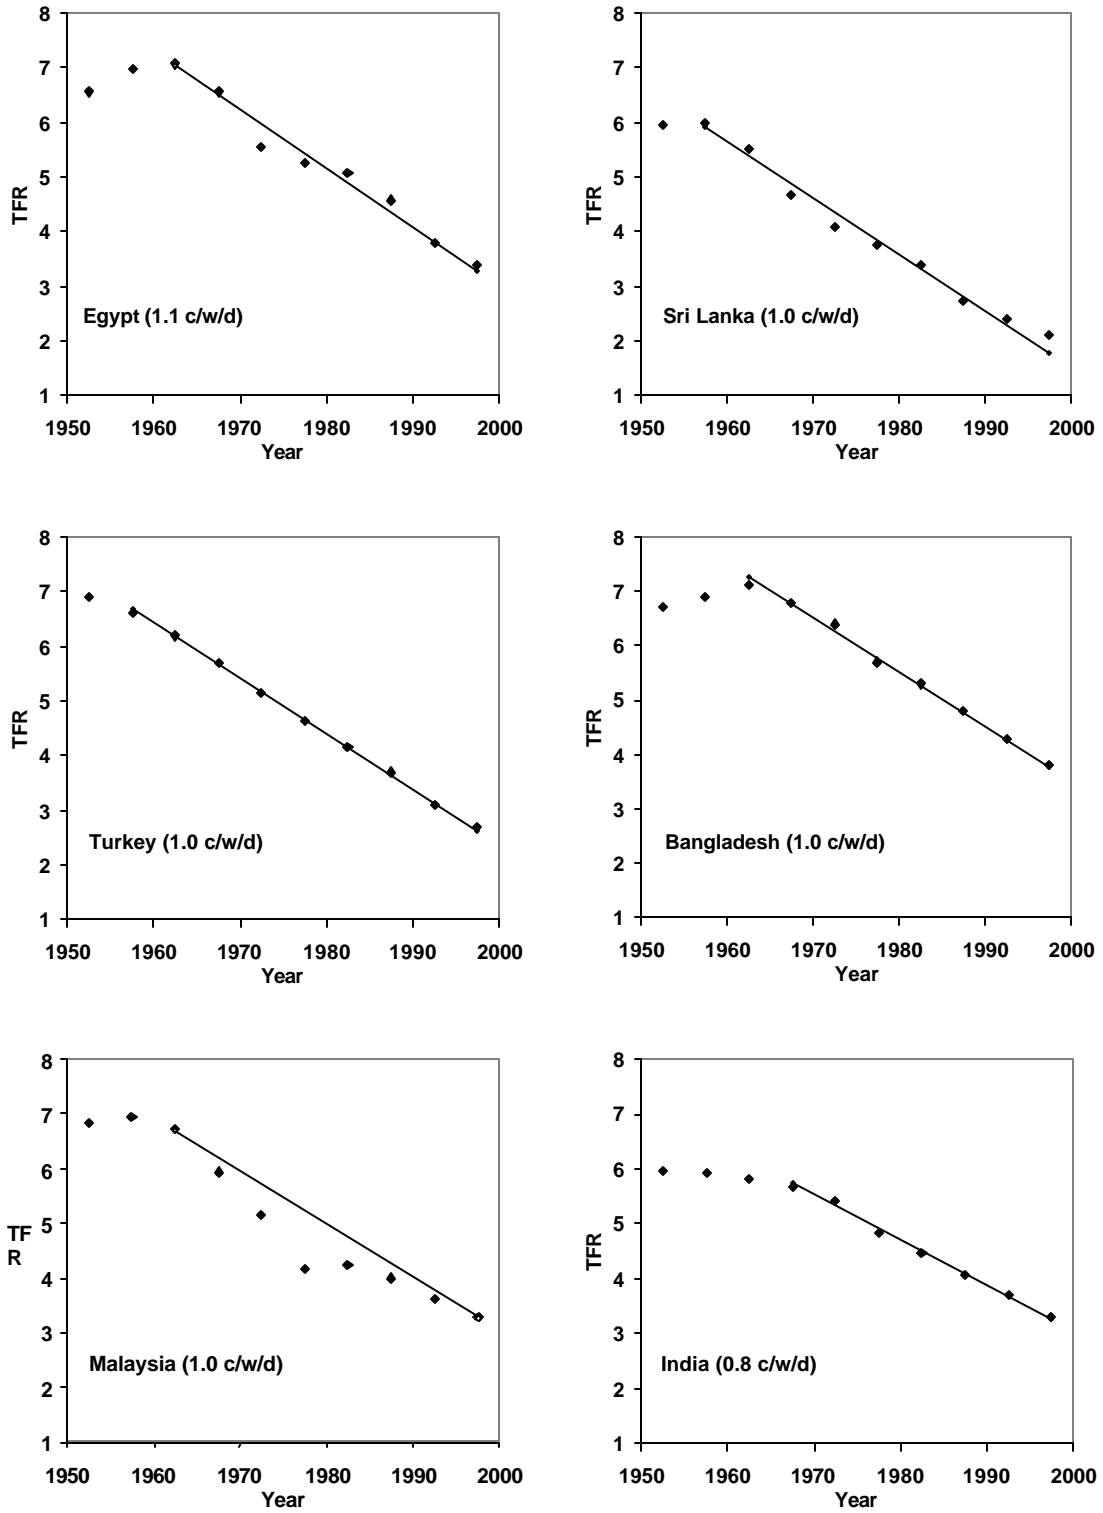 8
7
6
5
4
3
2
1
TFR
Egypt (1.1 c/w/d)
1950 1960 1970 1980 1990 2000
Year
8
7
6
5
4
3
2
1
TFR
Sri Lanka (1.0 c/w/d)
1950 1960 1970 1980 1990 2000
Year
8
7
6
5
4
3
2
1
TFR
Turkey (1.0 c/w/d)
1950 1960 1970 1980 1990 2000
Year
8
7
6
5
4
3
2
1
TFR
Bangladesh (1.0 c/w/d)
1950 1960 1970 1980 1990 2000
Year
8
7
6
5
4
3
2
1
TF
R
Malaysia (1.0 c/w/d)
1950 1960 1970 1980 1990 2000
Year
8
7
6
5
4
3
2
1
TFR
India (0.8 c/w/d)
1950 1960 1970 1980 1990 2000
Year